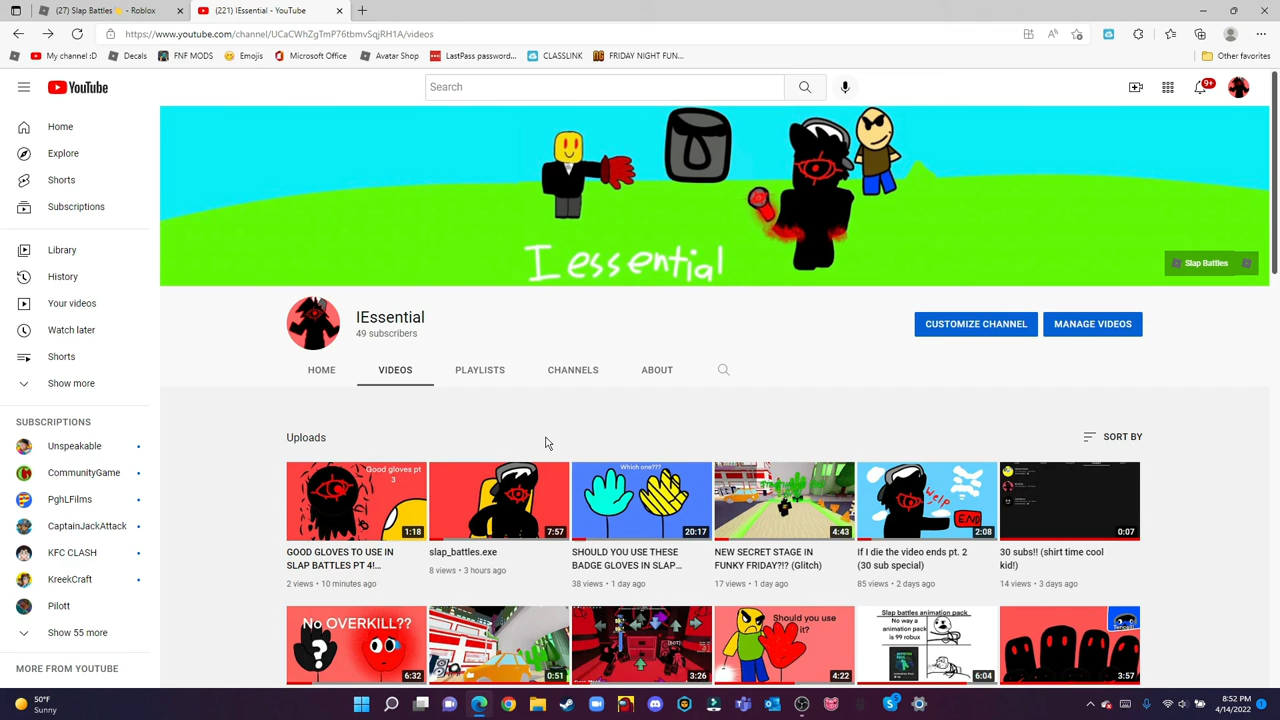 (27) Slap Battles👏 - Roblox
(221) IEssential - YouTube
https://www.youtube.com/channel/UCaCWhZgTmP76tbmvSqjRH1A/videos
My channel :D
Decals
FNF MODS
Emojis
Microsoft Office
Avatar Shop
LastPass password...
CLASSLINK
FRIDAY NIGHT FUN...
Other favorites
YouTube
Search
9+
Home
Explore
Shorts
Subscriptions
Library
History
Your videos
Watch later
Shorts
Show more
SUBSCRIPTIONS
Unspeakable
CommunityGame
PghLFilms
CaptainJackAttack
KFC CLASH
KreekCraft
Pilott
Show 55 more
MORE FROM YOUTUBE
Iessential
Slap Battles
IEssential
49 subscribers
CUSTOMIZE CHANNEL
MANAGE VIDEOS
HOME
VIDEOS
PLAYLISTS
CHANNELS
ABOUT
Uploads
SORT BY
Good gloves pt
3
1:18
GOOD GLOVES TO USE IN
SLAP BATTLES PT 4!...
2 views • 10 minutes ago
7:57
slap_battles.exe
8 views • 3 hours ago
Which one???
20:17
SHOULD YOU USE THESE
BADGE GLOVES IN SLAP...
38 views • 1 day ago
4:43
NEW SECRET STAGE IN
FUNKY FRIDAY?!? (Glitch)
17 views • 1 day ago
Welp
END
2:08
If I die the video ends pt. 2
(30 sub special)
85 views • 2 days ago
0:07
30 subs!! (shirt time cool
kid!)
14 views • 3 days ago
No OVERKILL??
?
6:32
0:51
3:26
Should you use
it?
4:22
Slap battles animation pack
No way a
animation pack
is 99 robux
6:04
3:57
50°F
Sunny
8:52 PM
4/14/2022